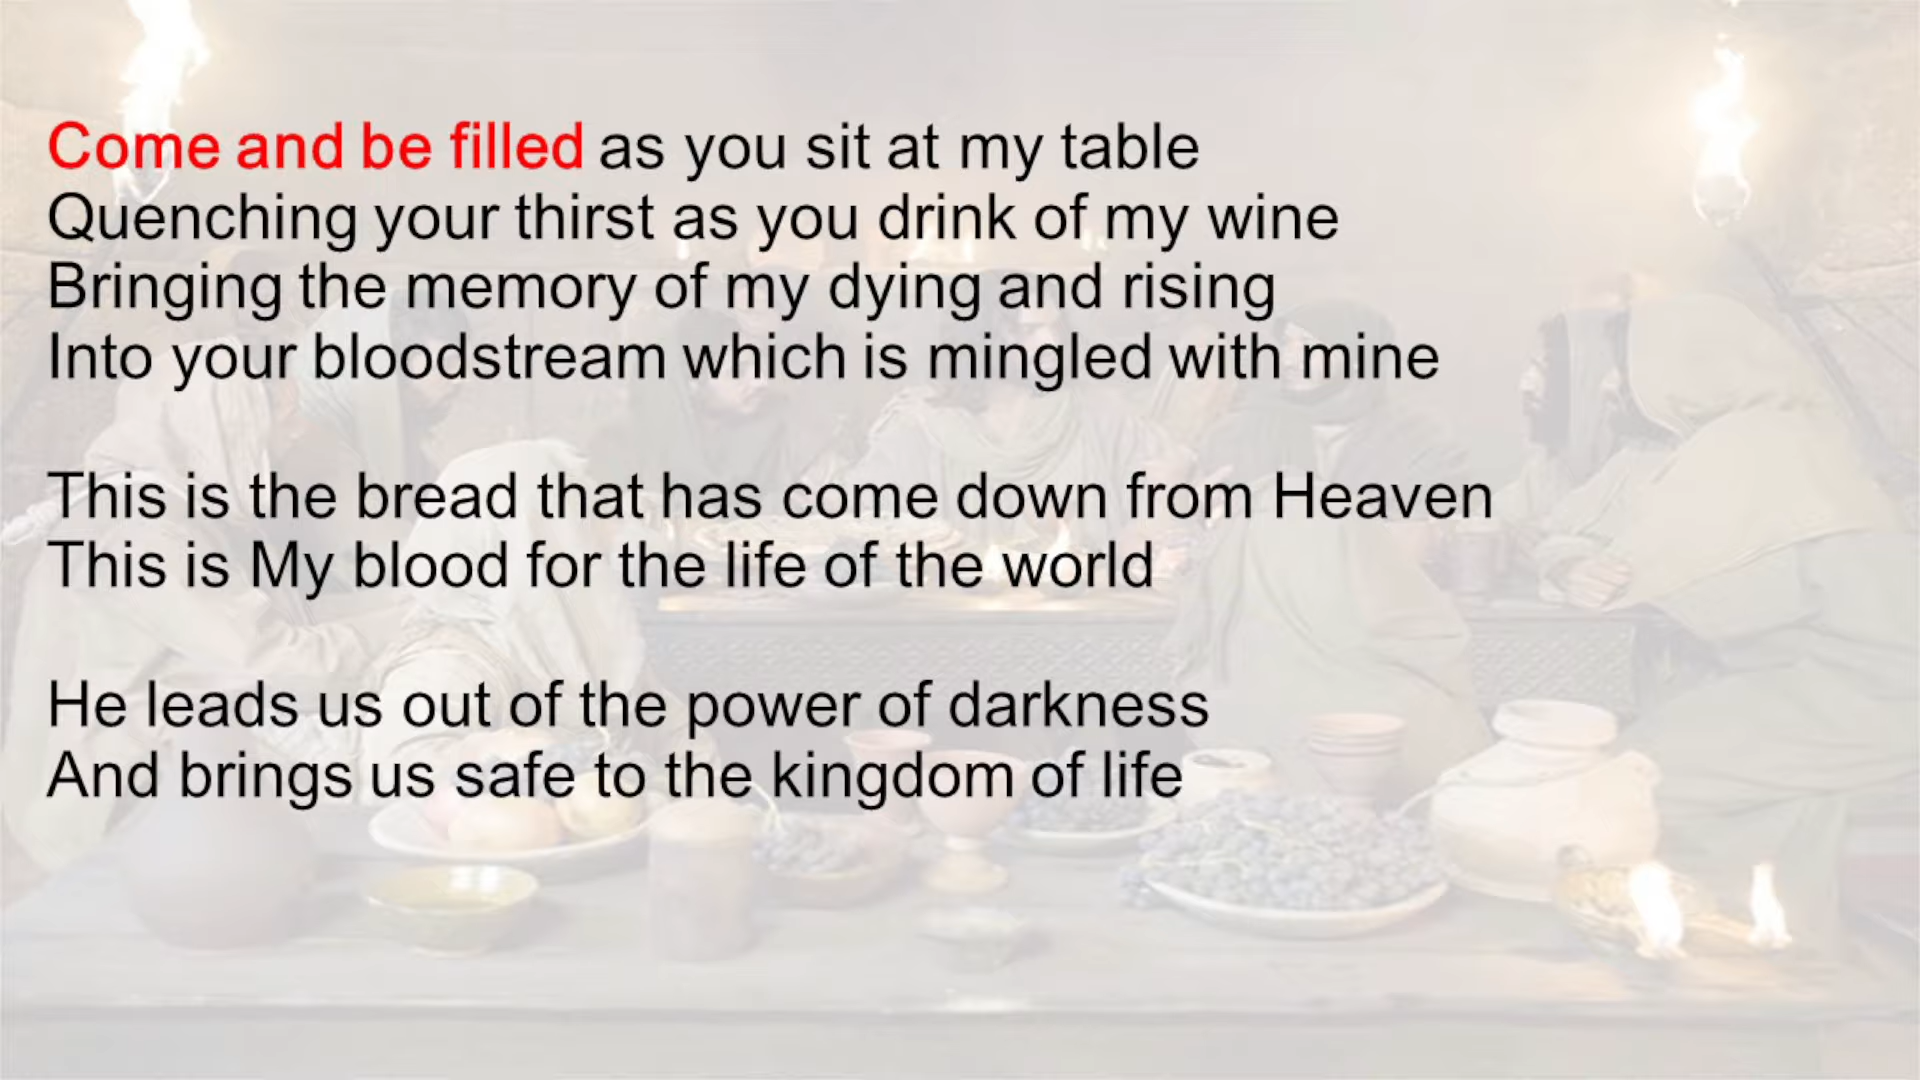 Come and be filled as you sit at my table
Quenching your thirst as you drink of my wine
Bringing the memory of my dying and rising
Into your bloodstream which is mingled with mine
This is the bread that has come down from Heaven
This is My blood for the life of the world
He leads us out of the power of darkness
And brings us safe to the kingdom of life